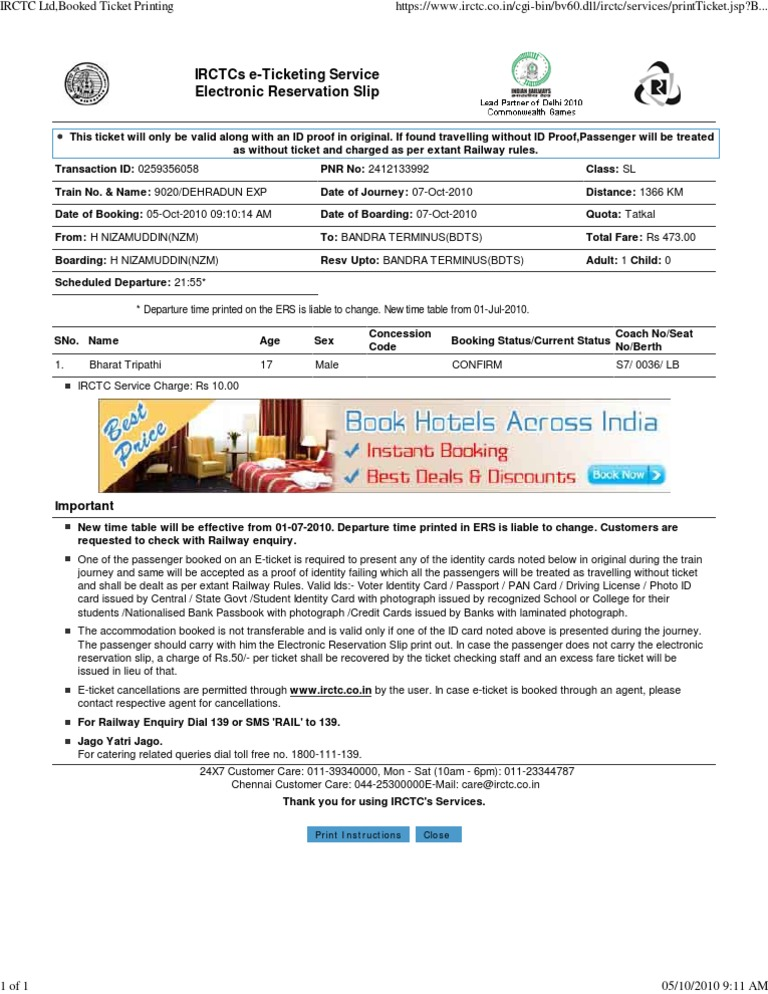 IRCTC Ltd,Booked Ticket Printing
https://www.irctc.co.in/cgi-bin/bv60.dll/irctc/services/printTicket.jsp?B...
IRCTCs e-Ticketing Service
Electronic Reservation Slip
INDIAN RAILWAYS
Lead Partner of Delhi 2010
Commonwealth Games
This ticket will only be valid along with an ID proof in original. If found travelling without ID Proof,Passenger will be treated
as without ticket and charged as per extant Railway rules.
Transaction ID: 0259356058 PNR No: 2412133992 Class: SL
Train No. & Name: 9020/DEHRADUN EXP Date of Journey: 07-Oct-2010 Distance: 1366 KM
Date of Booking: 05-Oct-2010 09:10:14 AM Date of Boarding: 07-Oct-2010 Quota: Tatkal
From: H NIZAMUDDIN(NZM) To: BANDRA TERMINUS(BDTS) Total Fare: Rs 473.00
Boarding: H NIZAMUDDIN(NZM) Resv Upto: BANDRA TERMINUS(BDTS) Adult: 1 Child: 0
Scheduled Departure: 21:55*
* Departure time printed on the ERS is liable to change. New time table from 01-Jul-2010.
SNo. Name Age Sex Concession Code Booking Status/Current Status Coach No/Seat No/Berth
1. Bharat Tripathi 17 Male CONFIRM S7/ 0036/ LB
IRCTC Service Charge: Rs 10.00
Best Price
Book Hotels Across India
Instant Booking
Best Deals & Discounts Book Now
Important
New time table will be effective from 01-07-2010. Departure time printed in ERS is liable to change. Customers are
requested to check with Railway enquiry.
One of the passenger booked on an E-ticket is required to present any of the identity cards noted below in original during the train
journey and same will be accepted as a proof of identity failing which all the passengers will be treated as travelling without ticket
and shall be dealt as per extant Railway Rules. Valid Ids:- Voter Identity Card / Passport / PAN Card / Driving License / Photo ID
card issued by Central / State Govt /Student Identity Card with photograph issued by recognized School or College for their
students /Nationalised Bank Passbook with photograph /Credit Cards issued by Banks with laminated photograph.
The accommodation booked is not transferable and is valid only if one of the ID card noted above is presented during the journey.
The passenger should carry with him the Electronic Reservation Slip print out. In case the passenger does not carry the electronic
reservation slip, a charge of Rs.50/- per ticket shall be recovered by the ticket checking staff and an excess fare ticket will be
issued in lieu of that.
E-ticket cancellations are permitted through www.irctc.co.in by the user. In case e-ticket is booked through an agent, please
contact respective agent for cancellations.
For Railway Enquiry Dial 139 or SMS 'RAIL' to 139.
Jago Yatri Jago.
For catering related queries dial toll free no. 1800-111-139.
24X7 Customer Care: 011-39340000, Mon - Sat (10am - 6pm): 011-23344787
Chennai Customer Care: 044-25300000E-Mail: care@irctc.co.in
Thank you for using IRCTC's Services.
Print Instructions Close
1 of 1
05/10/2010 9:11 AM